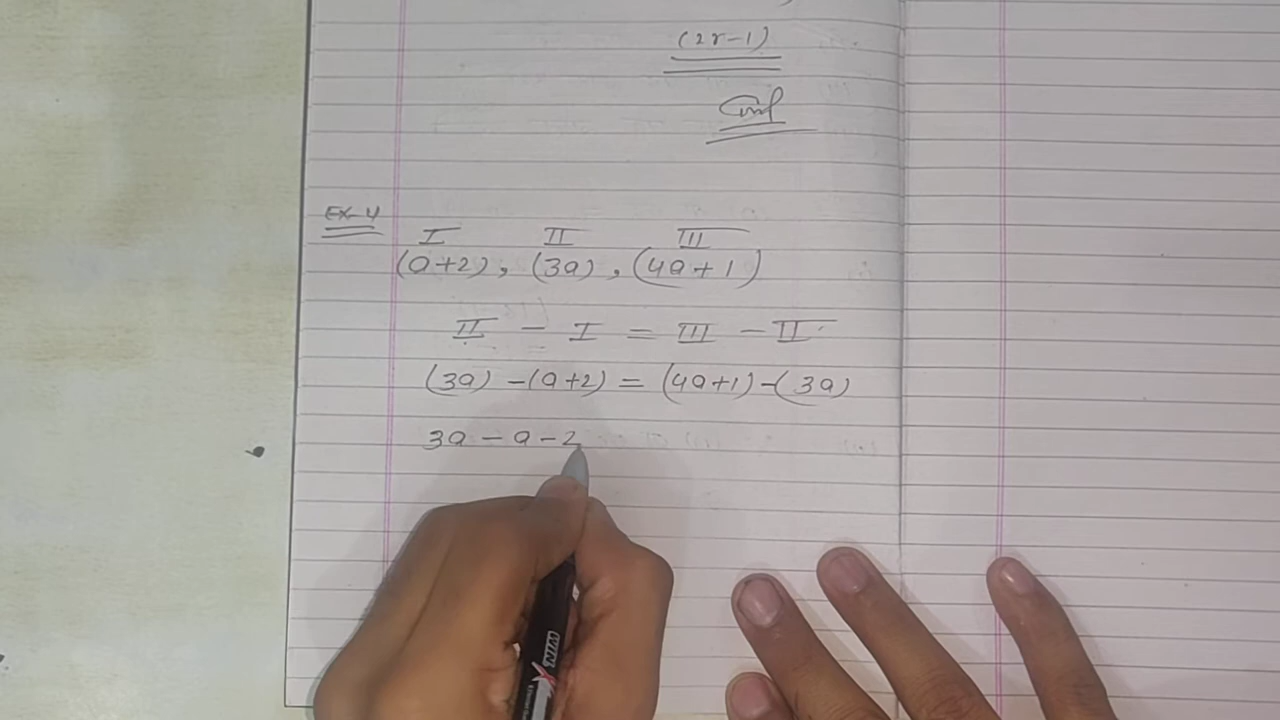 (2r-1)
Ex-4
I II III
(a+2), (3a), (4a+1)
II - I = III - II
(3a) -(a+2) = (4a+1)-(3a)
3a - a - 2
WIN X